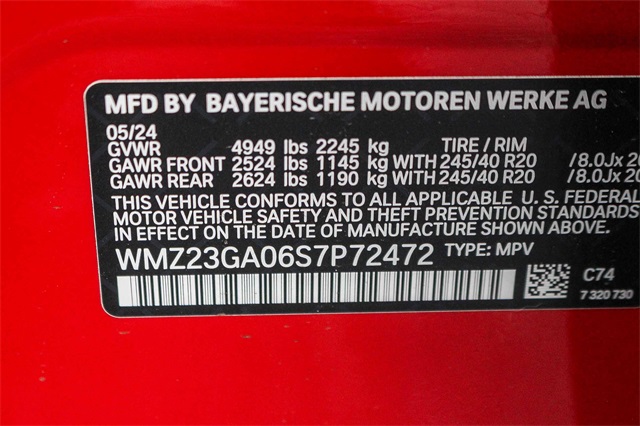 MFD BY BAYERISCHE MOTOREN WERKE AG
05/24
GVWR 4949 lbs 2245 kg TIRE / RIM
GAWR FRONT 2524 lbs 1145 kg WITH 245/40 R20 /8.0Jx 20
GAWR REAR 2624 lbs 1190 kg WITH 245/40 R20 /8.0Jx 20
THIS VEHICLE CONFORMS TO ALL APPLICABLE U. S. FEDERAL
MOTOR VEHICLE SAFETY AND THEFT PREVENTION STANDARDS
IN EFFECT ON THE DATE OF MANUFACTURE SHOWN ABOVE.
WMZ23GA06S7P72472 TYPE: MPV
C74
7 320 730